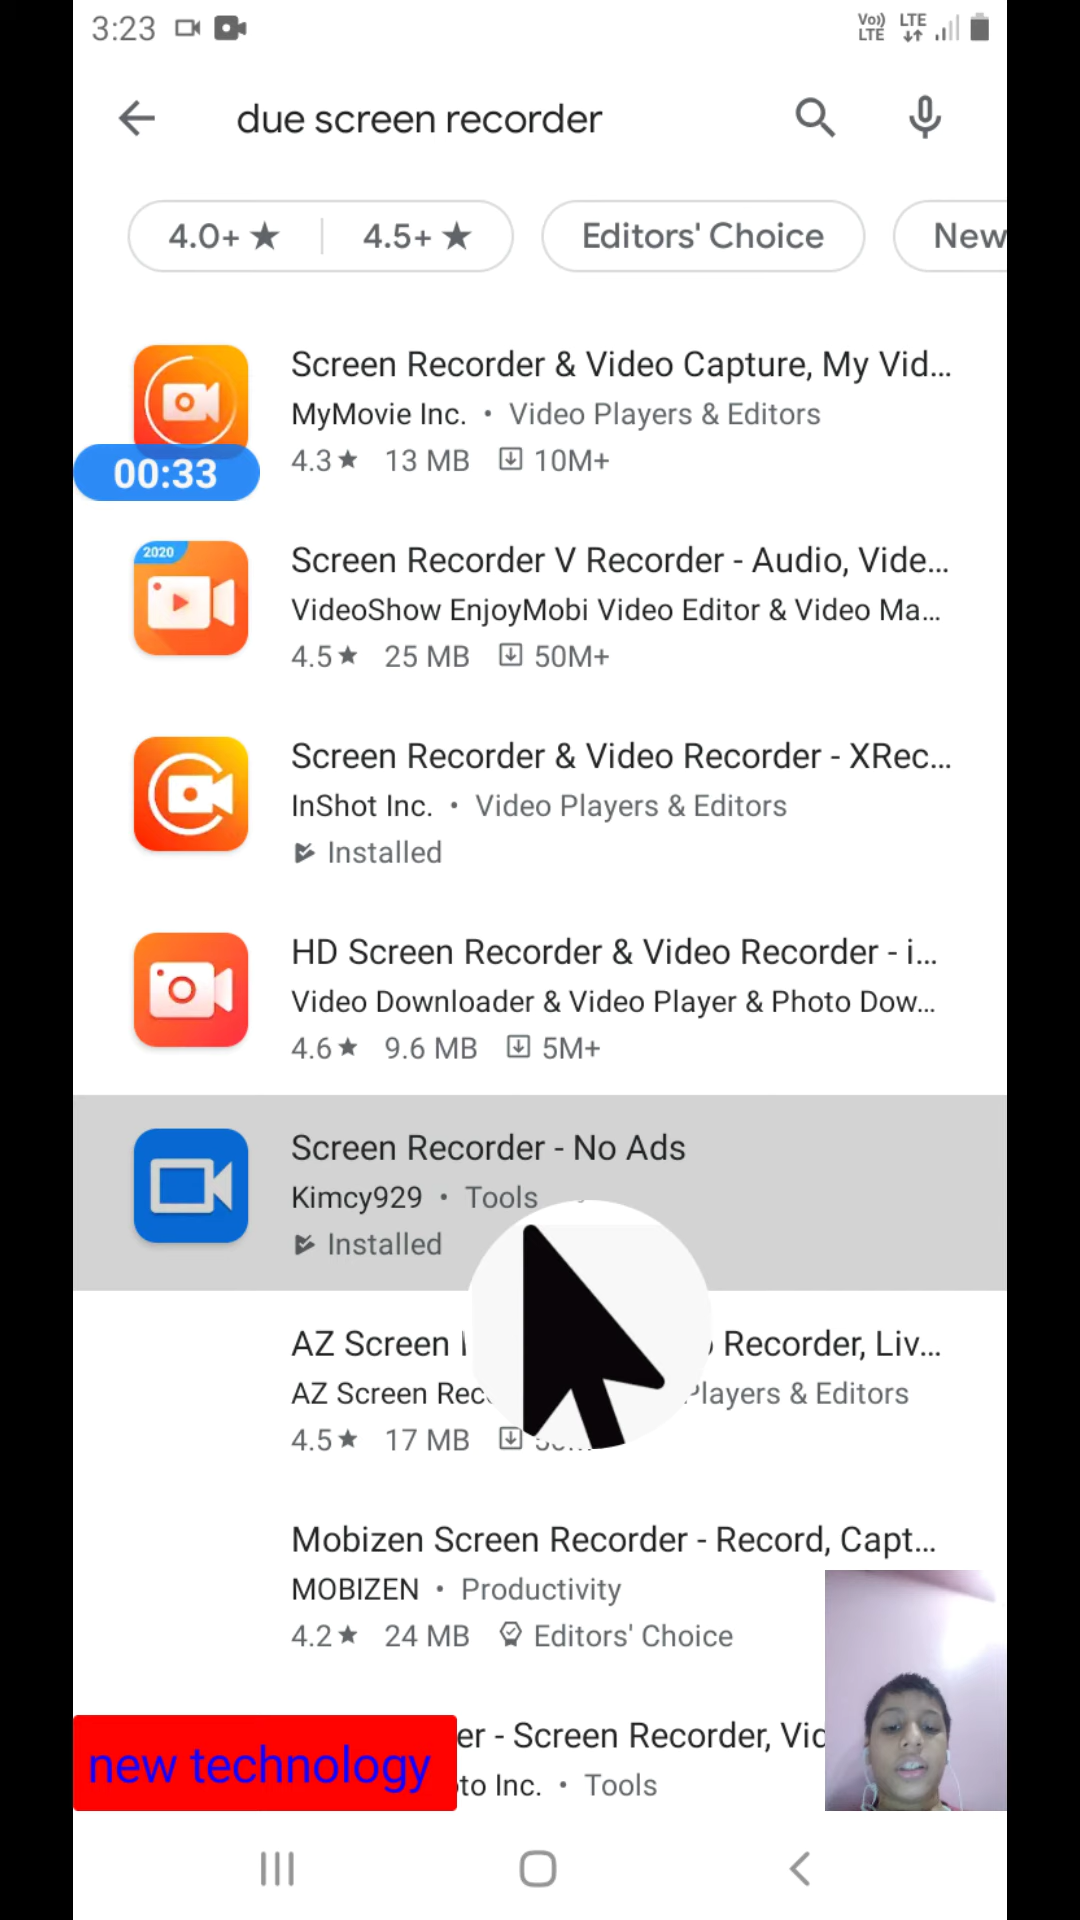 3:23
Vo)) LTE
LTE
due screen recorder
4.0+ ★ 4.5+ ★ Editors' Choice New
Screen Recorder & Video Capture, My Vid...
MyMovie Inc. • Video Players & Editors
4.3 ★ 13 MB 10M+
00:33
2020
Screen Recorder V Recorder - Audio, Vide...
VideoShow EnjoyMobi Video Editor & Video Ma...
4.5 ★ 25 MB 50M+
Screen Recorder & Video Recorder - XRec...
InShot Inc. • Video Players & Editors
Installed
HD Screen Recorder & Video Recorder - i...
Video Downloader & Video Player & Photo Dow...
4.6 ★ 9.6 MB 5M+
Screen Recorder - No Ads
Kimcy929 • Tools
Installed
AZ Screen Recorder, Liv...
AZ Screen Players & Editors
4.5 ★ 17 MB
Mobizen Screen Recorder - Record, Capt...
MOBIZEN • Productivity
4.2 ★ 24 MB Editors' Choice
er - Screen Recorder, Vid
new technology
to Inc. • Tools